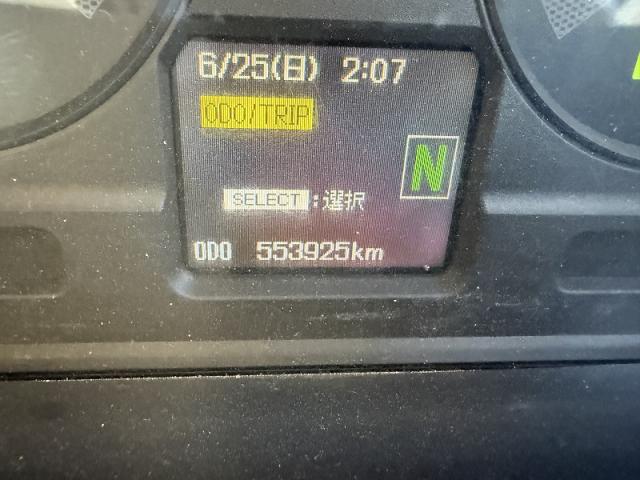 6/25(日) 2:07
ODO/TRIP
N
SELECT:選択
ODO 553925km